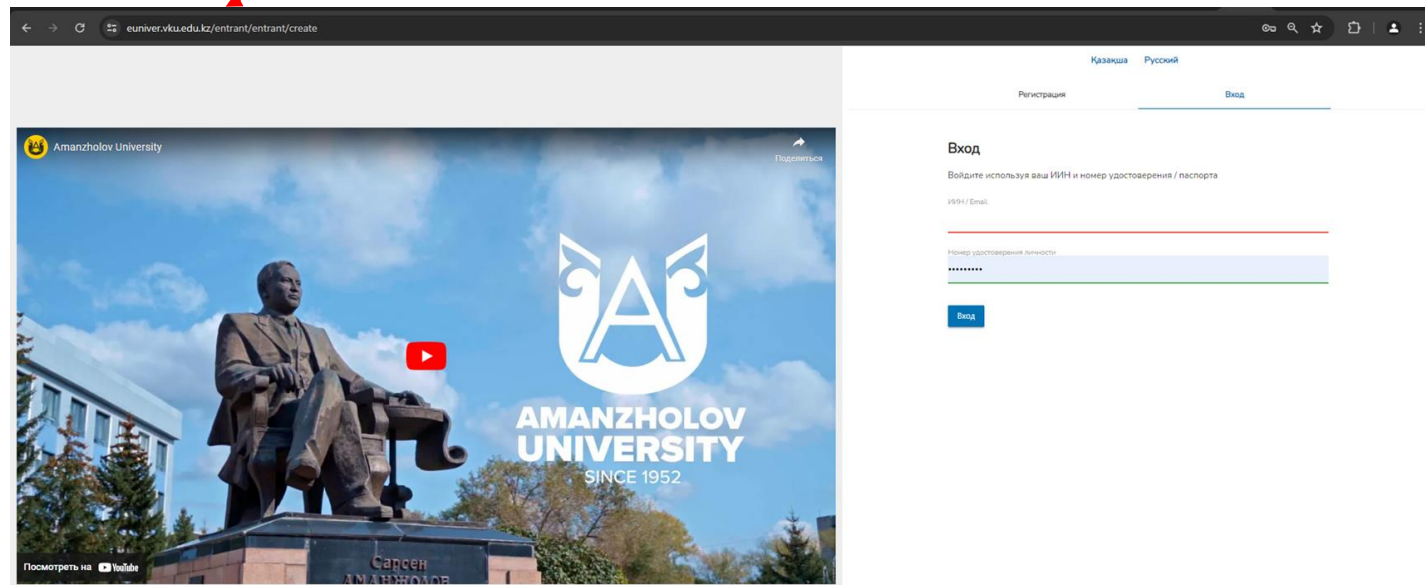 euniver.vku.edu.kz/entrant/entrant/create
Қазақша Русский
Регистрация Вход
Amanzholov University
Поделиться
AMANZHOLOV
UNIVERSITY
SINCE 1952
Сарсен
АМАНЖОЛОВ
Посмотреть на YouTube
Вход
Войдите используя ваш ИИН и номер удостоверения / паспорта
ИИН / Email
Номер удостоверения личности
•••••••••
Вход